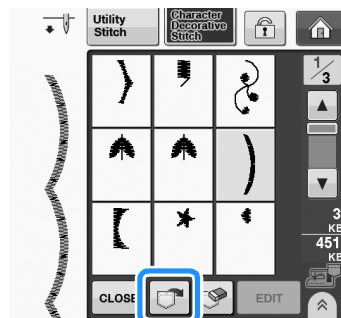 Utility
Stitch
Character
Decorative
Stitch
1/3
3
KB
451
KB
CLOSE
EDIT